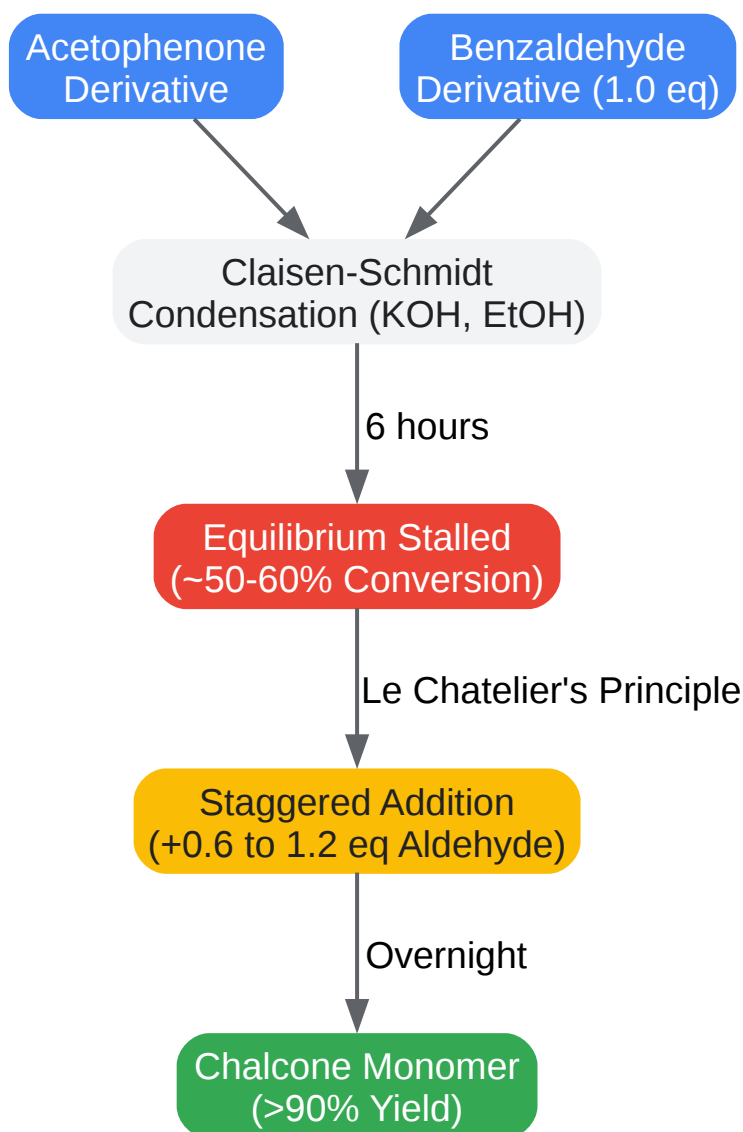 Acetophenone
Derivative
Benzaldehyde
Derivative (1.0 eq)
Claisen-Schmidt
Condensation (KOH, EtOH)
6 hours
Equilibrium Stalled
(~50-60% Conversion)
Le Chatelier's Principle
Staggered Addition
(+0.6 to 1.2 eq Aldehyde)
Overnight
Chalcone Monomer
(>90% Yield)